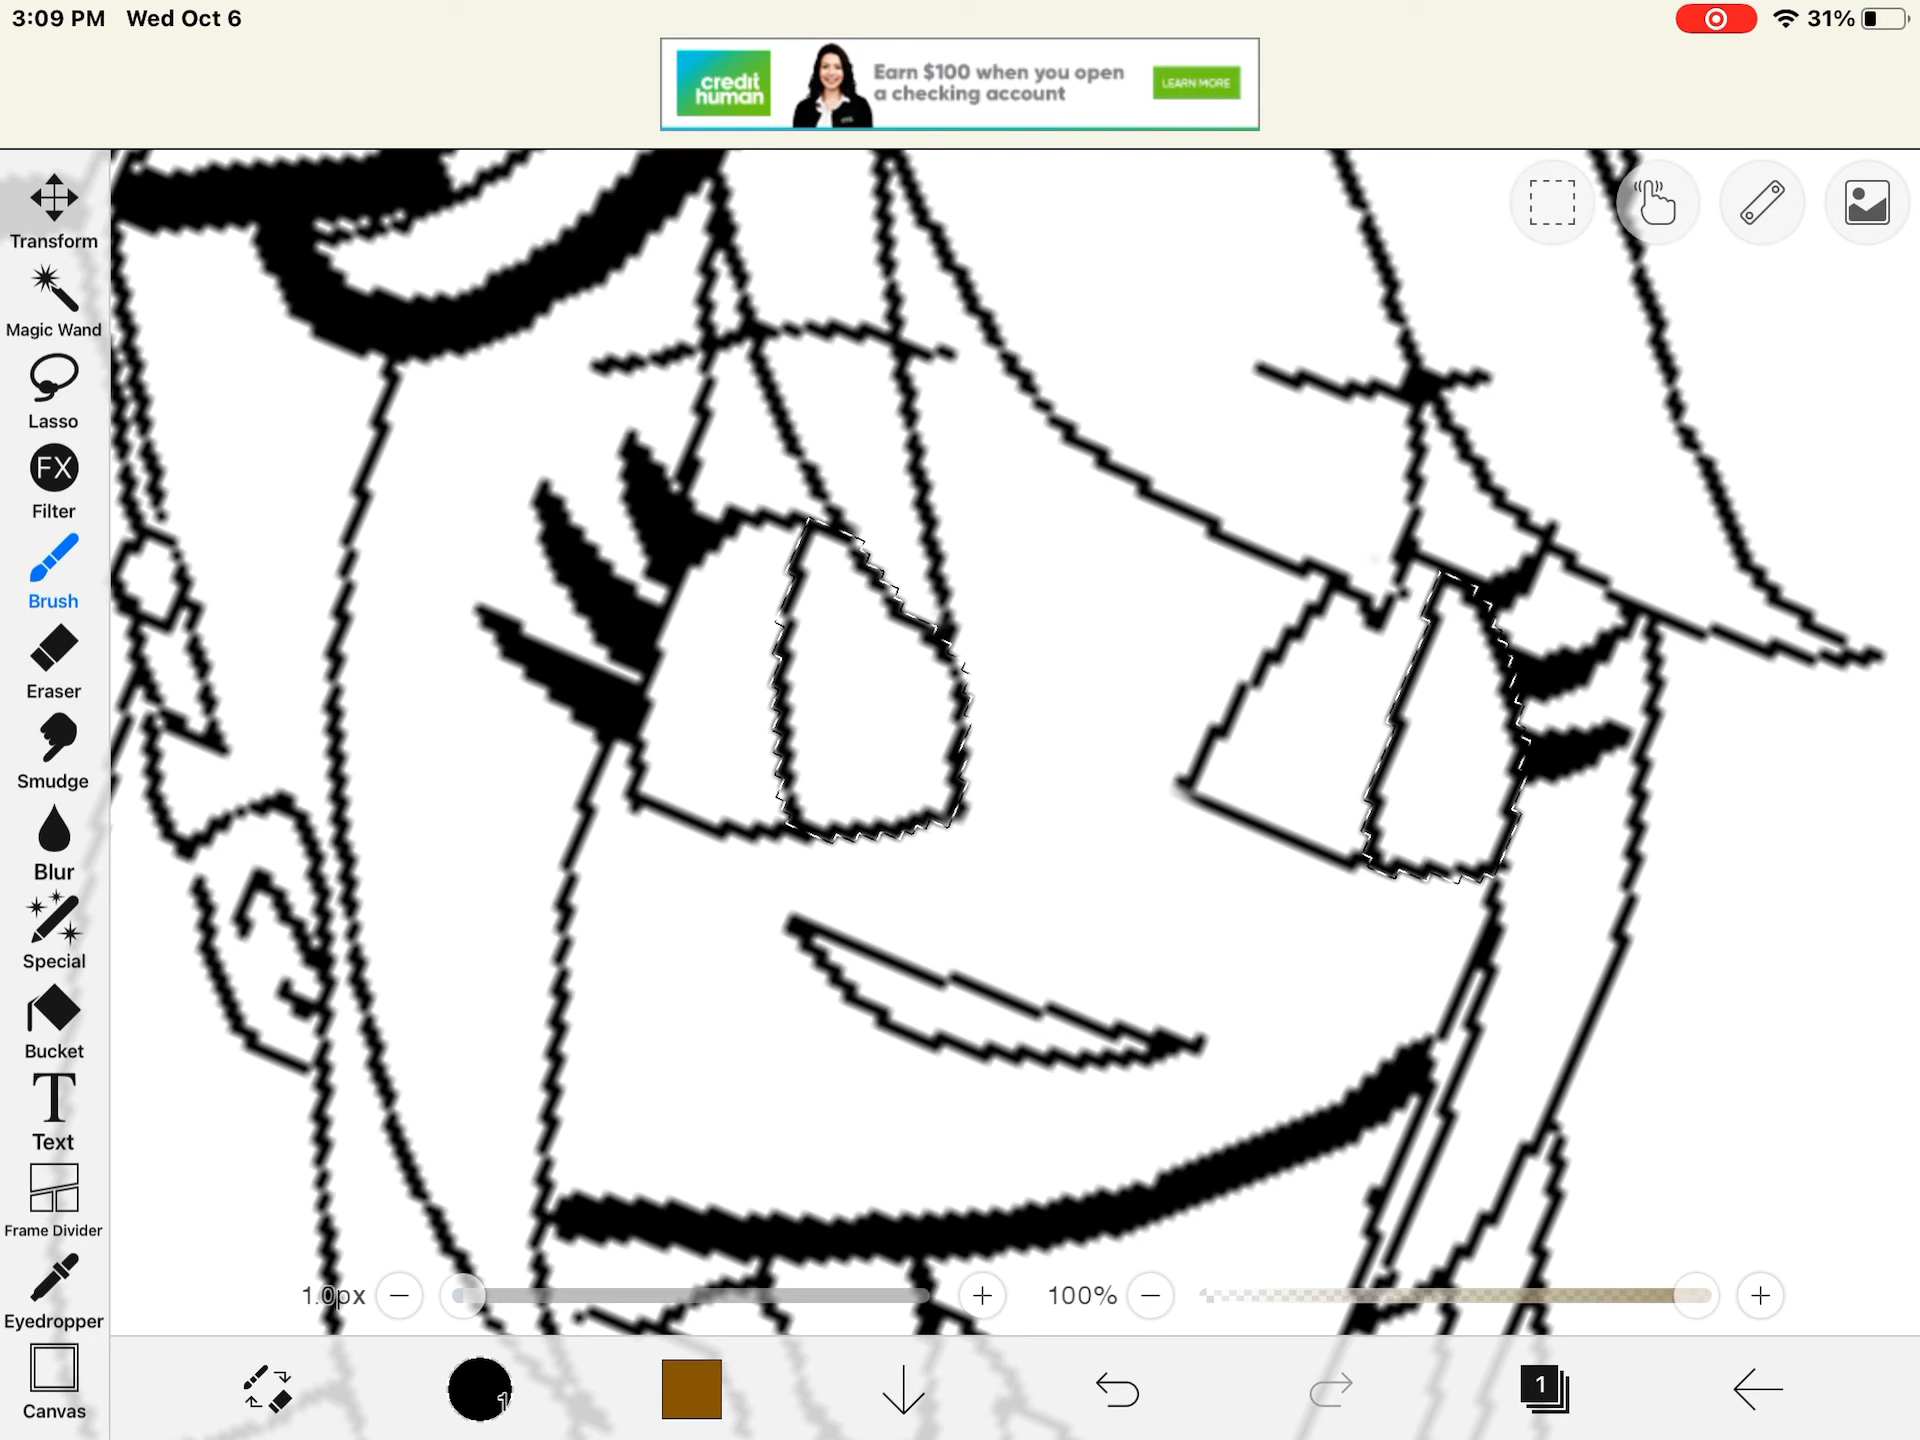 3:09 PM Wed Oct 6
31%
credit
human
Earn $100 when you open
a checking account
LEARN MORE
Transform
Magic Wand
Lasso
FX
Filter
Brush
Eraser
Smudge
Blur
Special
Bucket
T
Text
Frame Divider
Eyedropper
Canvas
1.0px
100%
1
1